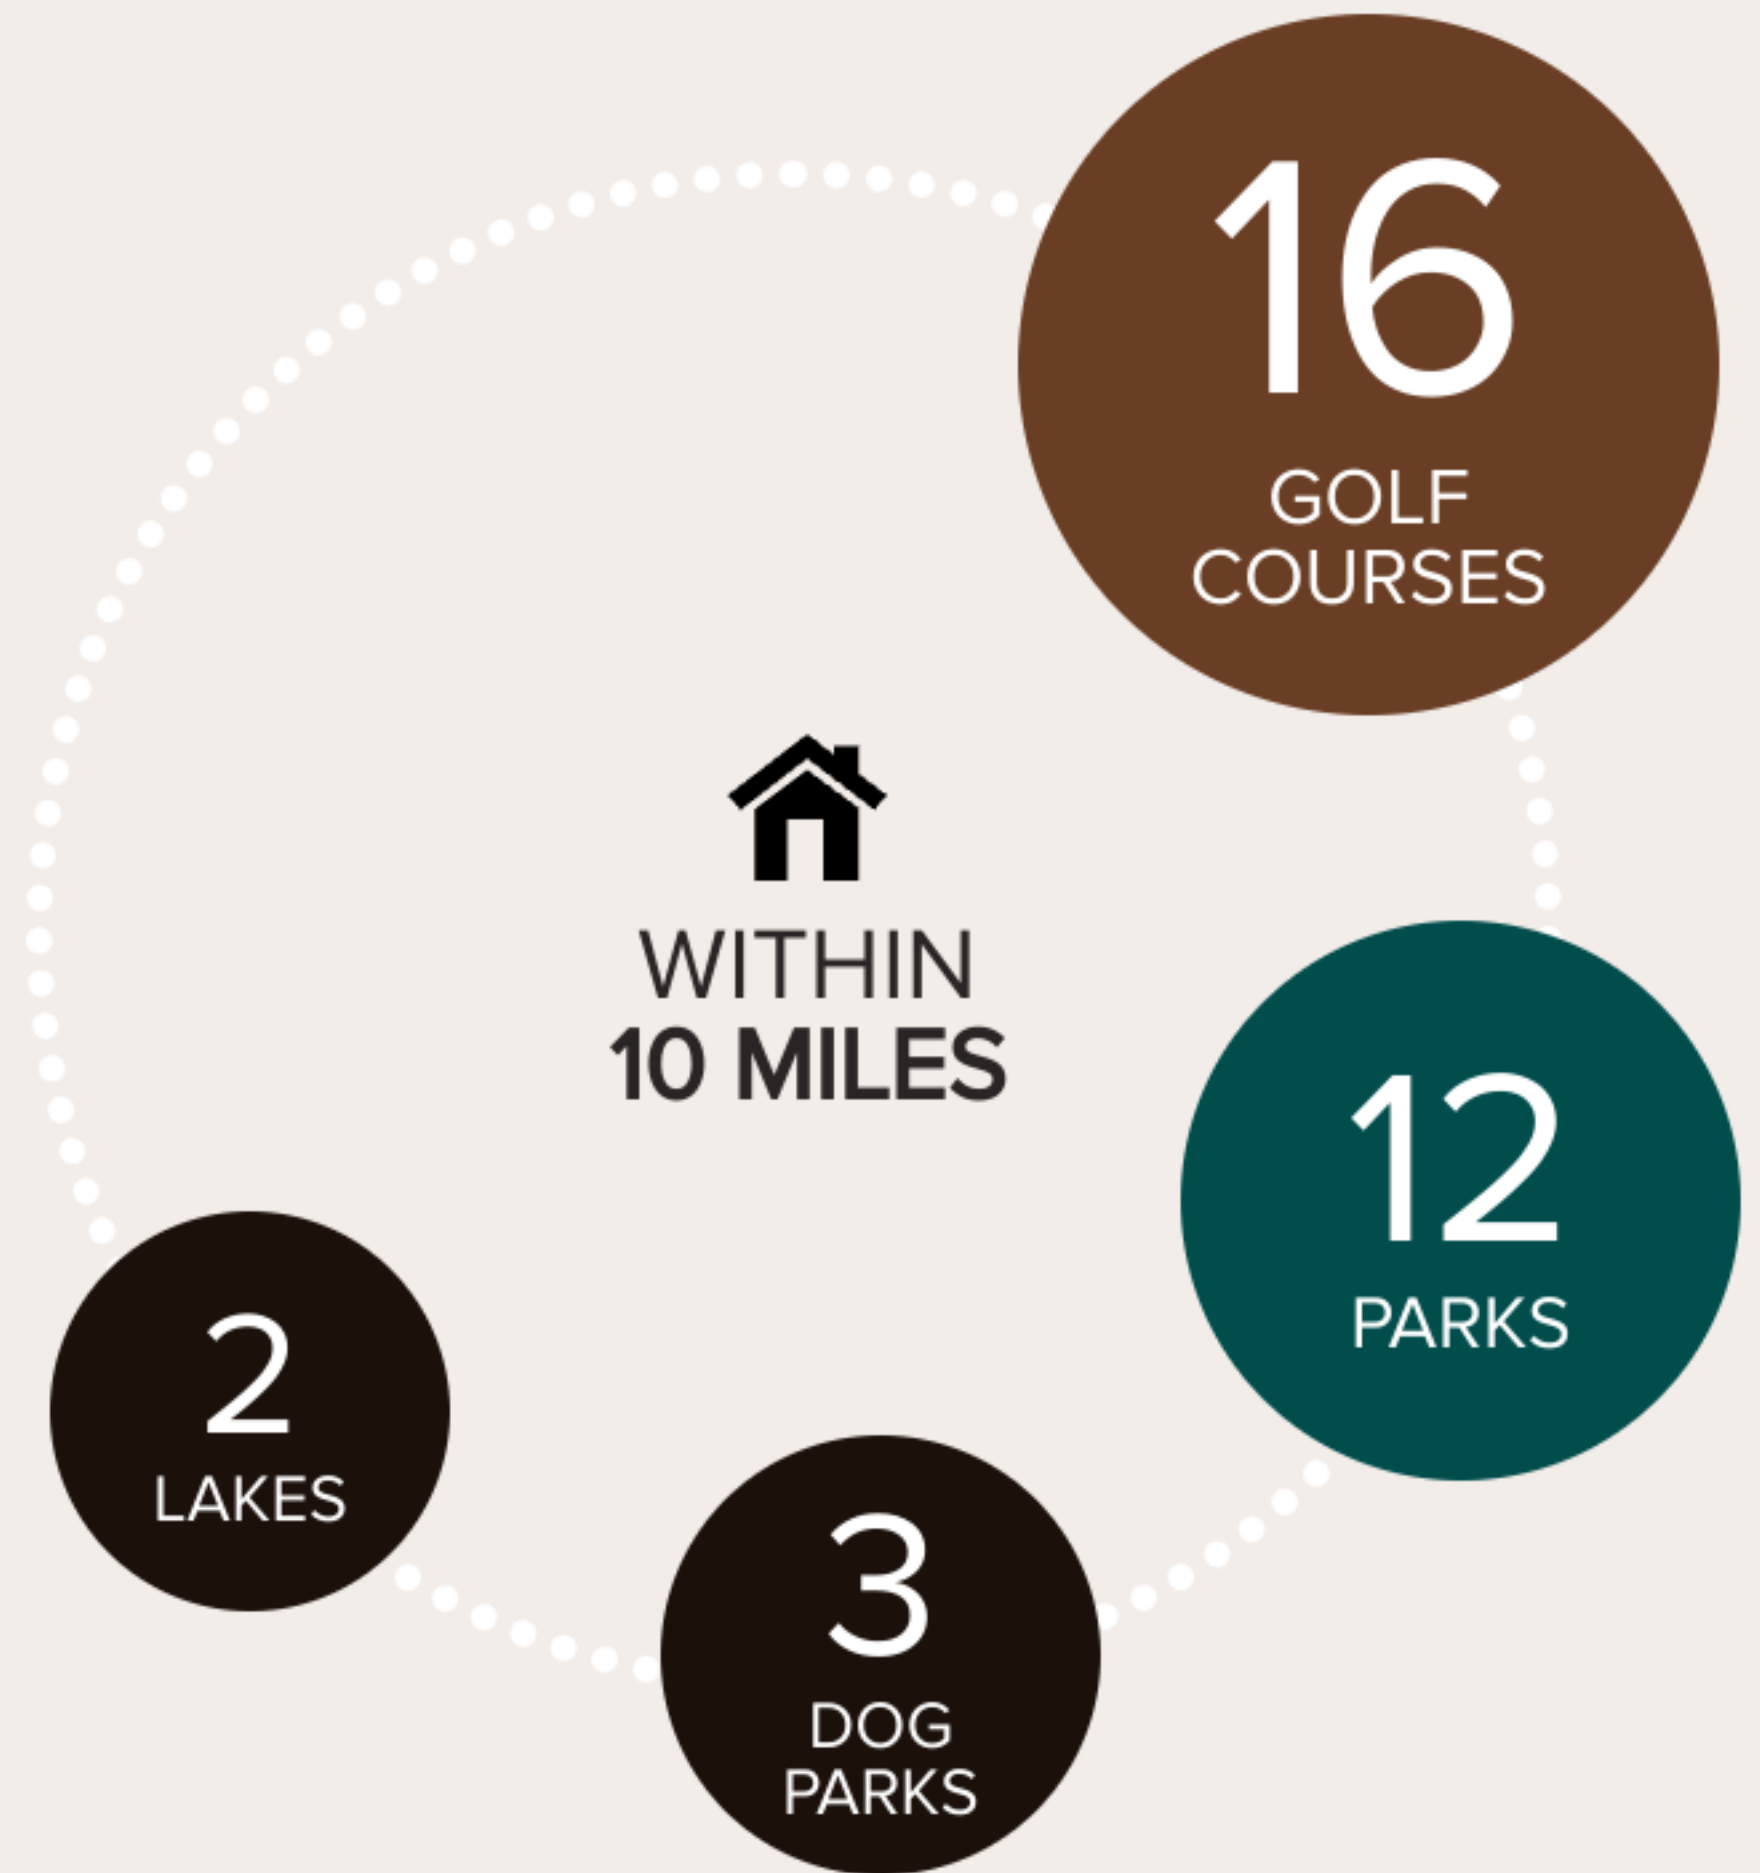 16
GOLF
COURSES
WITHIN
10 MILES
12
PARKS
2
LAKES
3
DOG
PARKS